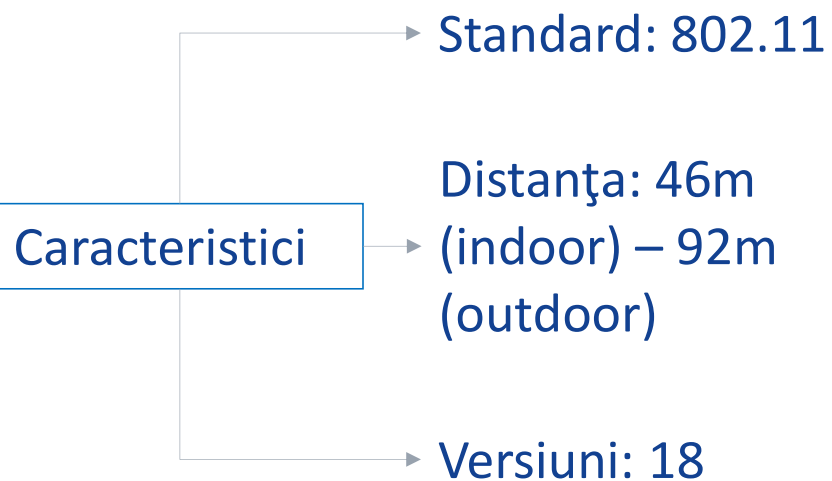 Standard: 802.11
Distanţa: 46m
(indoor) – 92m
(outdoor)
Caracteristici
Versiuni: 18